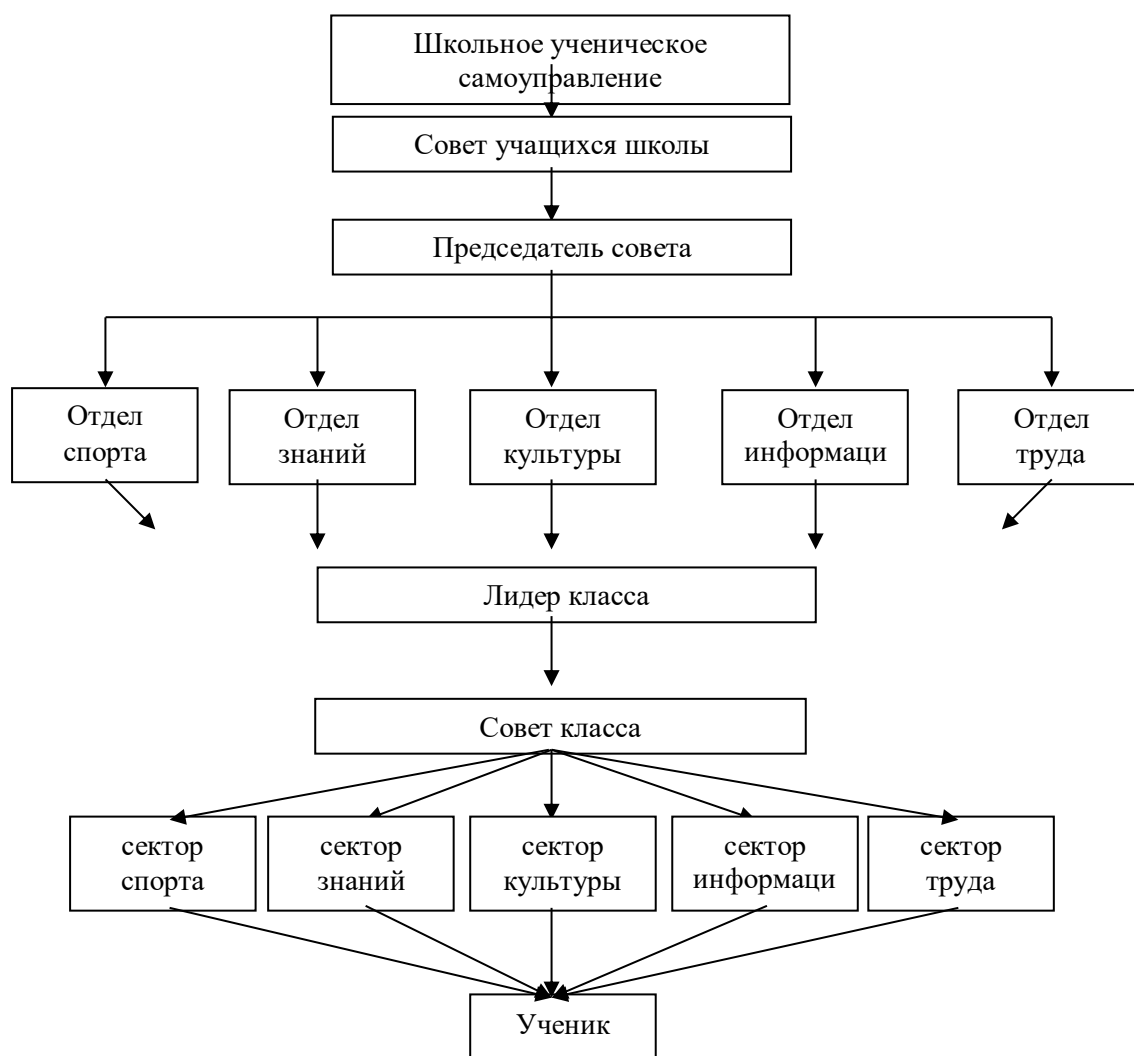 Школьное ученическое
самоуправление
Совет учащихся школы
Председатель совета
Отдел
спорта
Отдел
знаний
Отдел
культуры
Отдел
информаци
Отдел
труда
Лидер класса
Совет класса
сектор
спорта
сектор
знаний
сектор
культуры
сектор
информаци
сектор
труда
Ученик